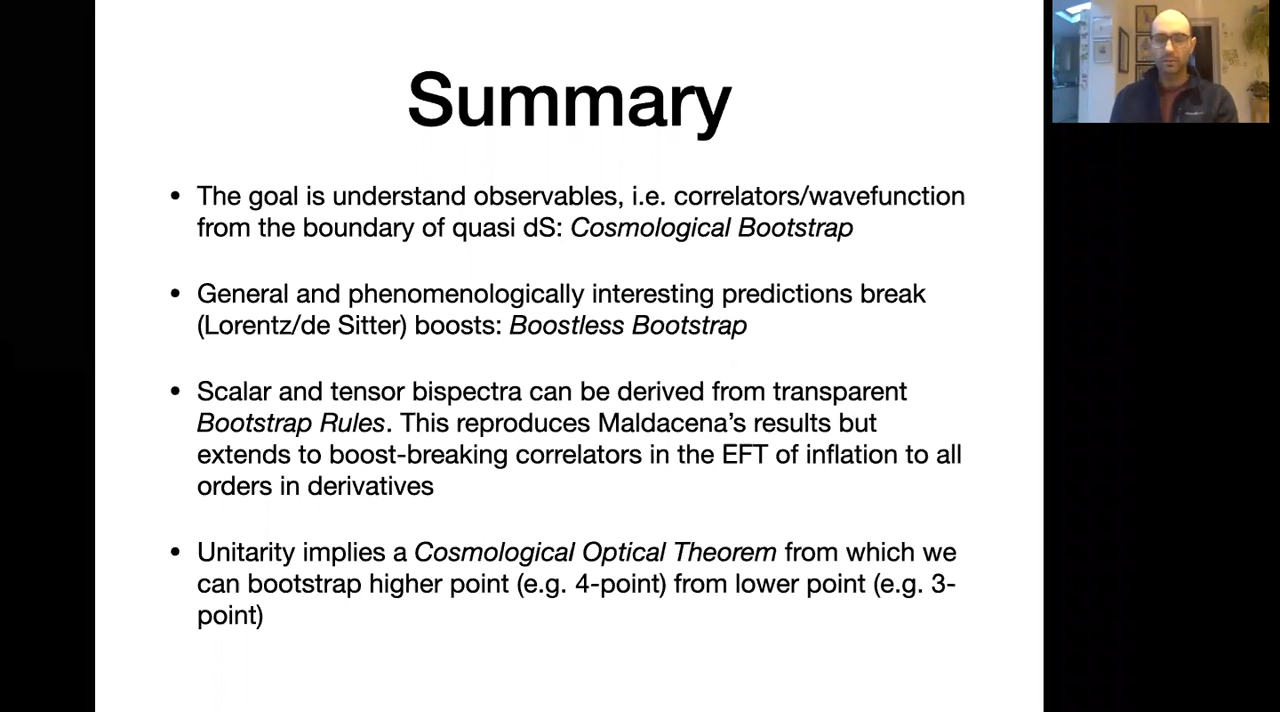 Summary
• The goal is understand observables, i.e. correlators/wavefunction
from the boundary of quasi dS: Cosmological Bootstrap
• General and phenomenologically interesting predictions break
(Lorentz/de Sitter) boosts: Boostless Bootstrap
• Scalar and tensor bispectra can be derived from transparent
Bootstrap Rules. This reproduces Maldacena’s results but
extends to boost-breaking correlators in the EFT of inflation to all
orders in derivatives
• Unitarity implies a Cosmological Optical Theorem from which we
can bootstrap higher point (e.g. 4-point) from lower point (e.g. 3-
point)